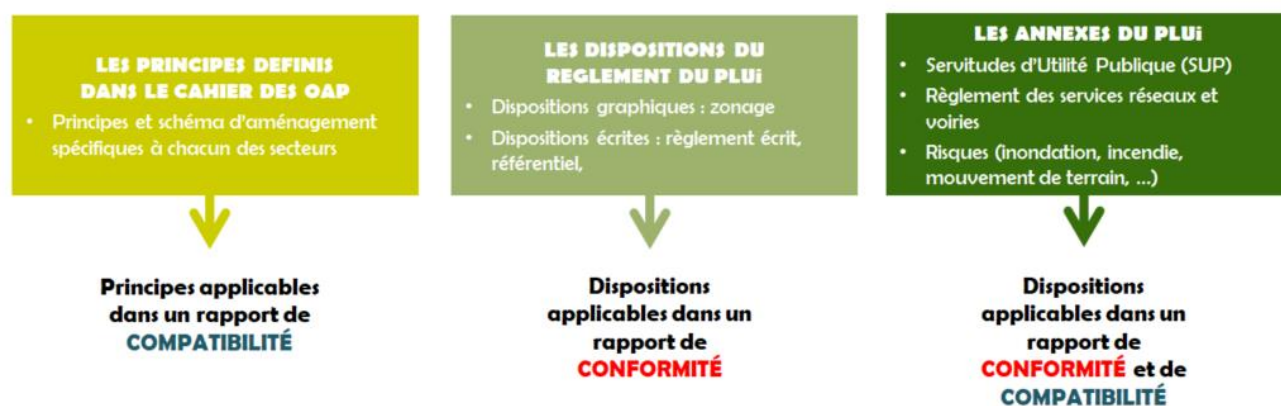 LES PRINCIPES DEFINIS
DANS LE CAHIER DES OAP
• Principes et schéma d'aménagement
spécifiques à chacun des secteurs
Principes applicables
dans un rapport de
COMPATIBILITÉ
LES DISPOSITIONS DU
REGLEMENT DU PLUi
• Dispositions graphiques : zonage
• Dispositions écrites : règlement écrit,
référentiel,
Dispositions
applicables dans un
rapport de
CONFORMITÉ
LES ANNEXES DU PLUi
• Servitudes d'Utilité Publique (SUP)
• Règlement des services réseaux et
voiries
• Risques (inondation, incendie,
mouvement de terrain, ...)
Dispositions
applicables dans un
rapport de
CONFORMITÉ et de
COMPATIBILITÉ